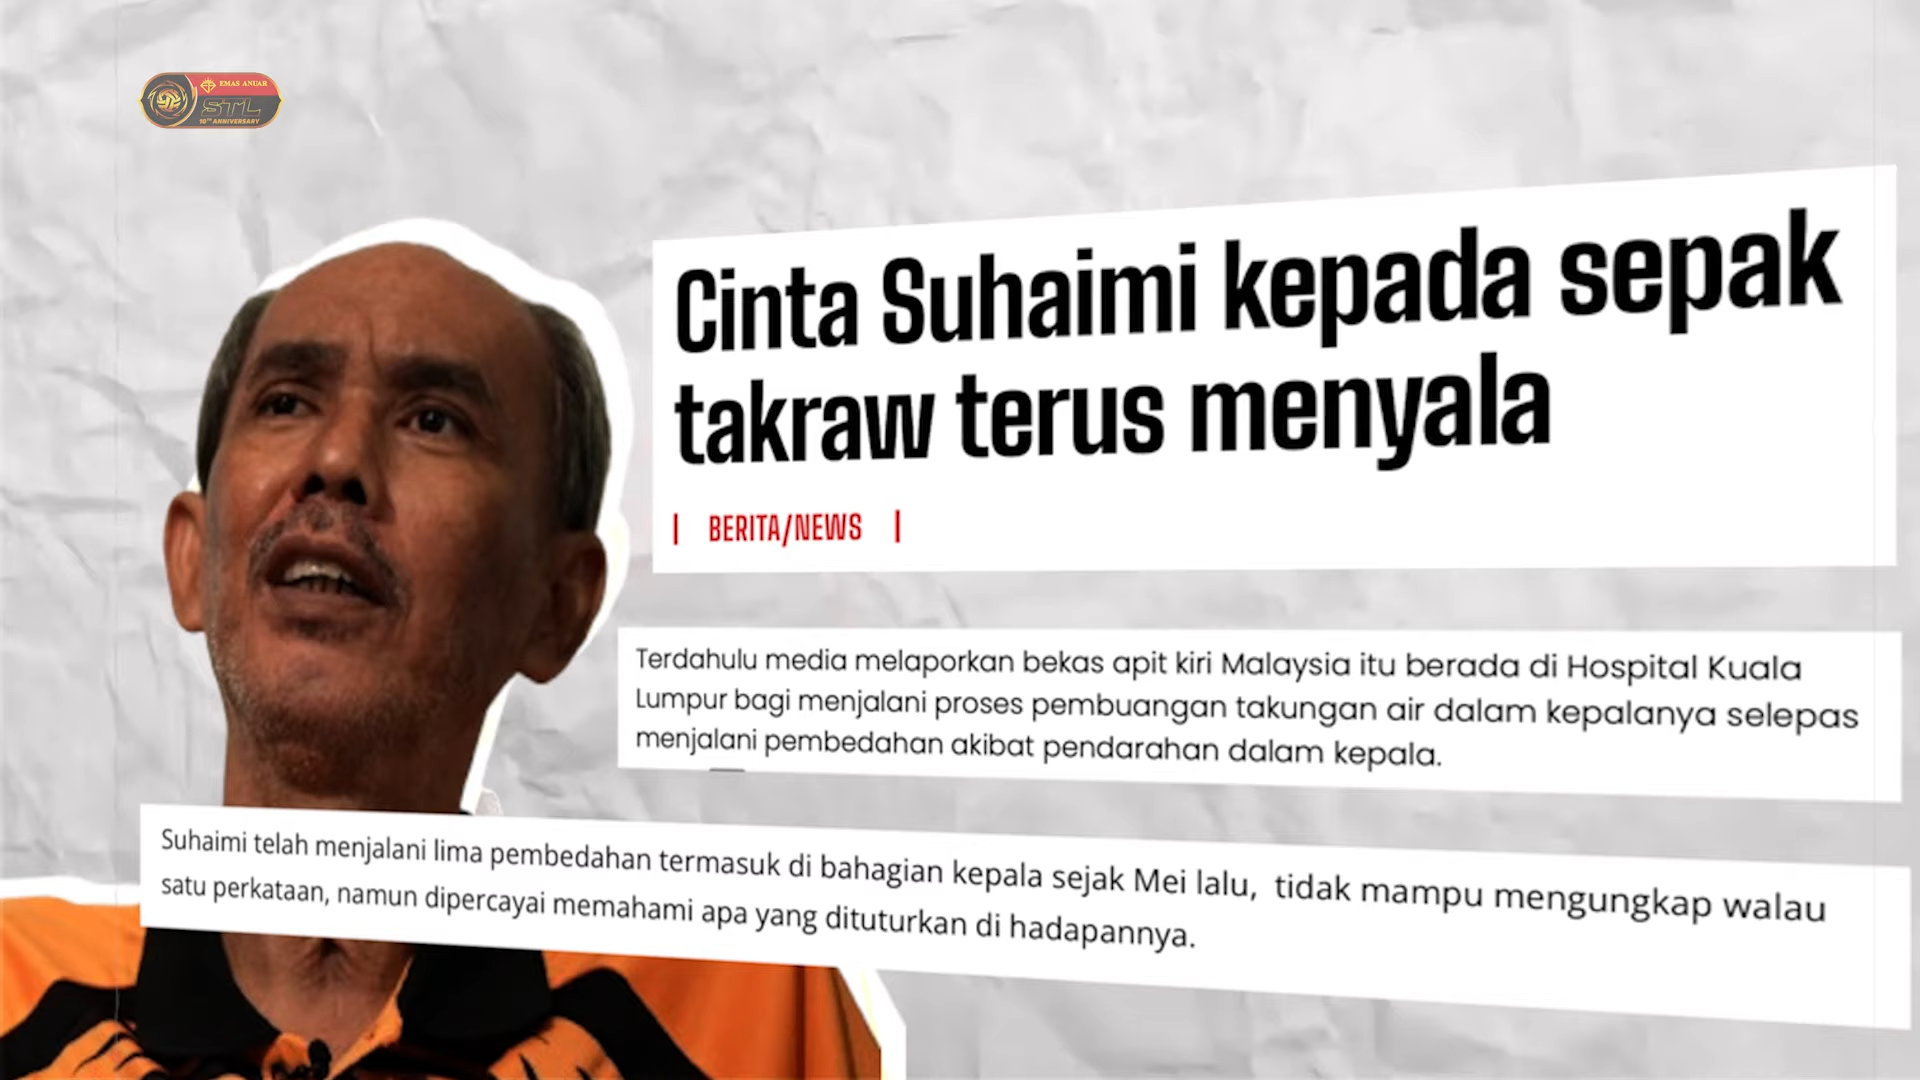 EMAS ANUAR
STL
10TH ANNIVERSARY
Cinta Suhaimi kepada sepak
takraw terus menyala
| BERITA/NEWS |
Terdahulu media melaporkan bekas apit kiri Malaysia itu berada di Hospital Kuala
Lumpur bagi menjalani proses pembuangan takungan air dalam kepalanya selepas
menjalani pembedahan akibat pendarahan dalam kepala.
Suhaimi telah menjalani lima pembedahan termasuk di bahagian kepala sejak Mei lalu, tidak mampu mengungkap walau
satu perkataan, namun dipercayai memahami apa yang dituturkan di hadapannya.